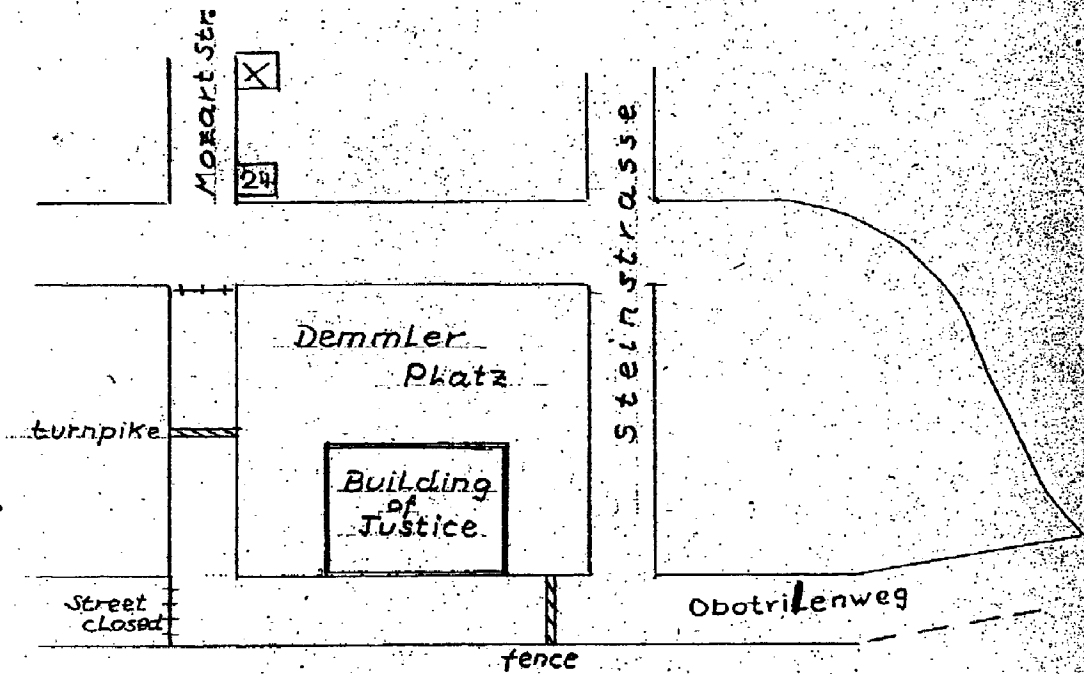 Mozart Str.
X
24
Steinstrasse
Demmler
Platz
turnpike
Building
of
Justice
Street
closed
Obotritenweg
fence